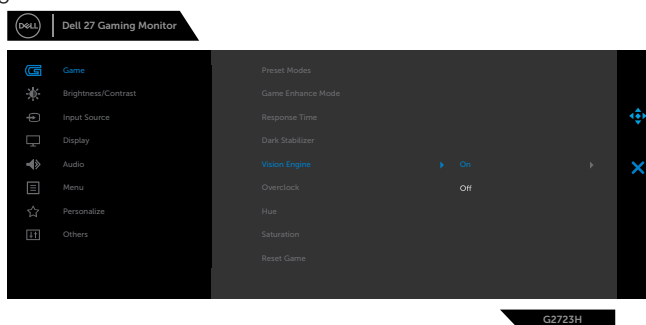 g
DELL
Dell 27 Gaming Monitor
Game
Brightness/Contrast
Input Source
Display
Audio
Menu
Personalize
Others
Preset Modes
Game Enhance Mode
Response Time
Dark Stabilizer
Vision Engine
Overclock
Hue
Saturation
Reset Game
On
Off
G2723H